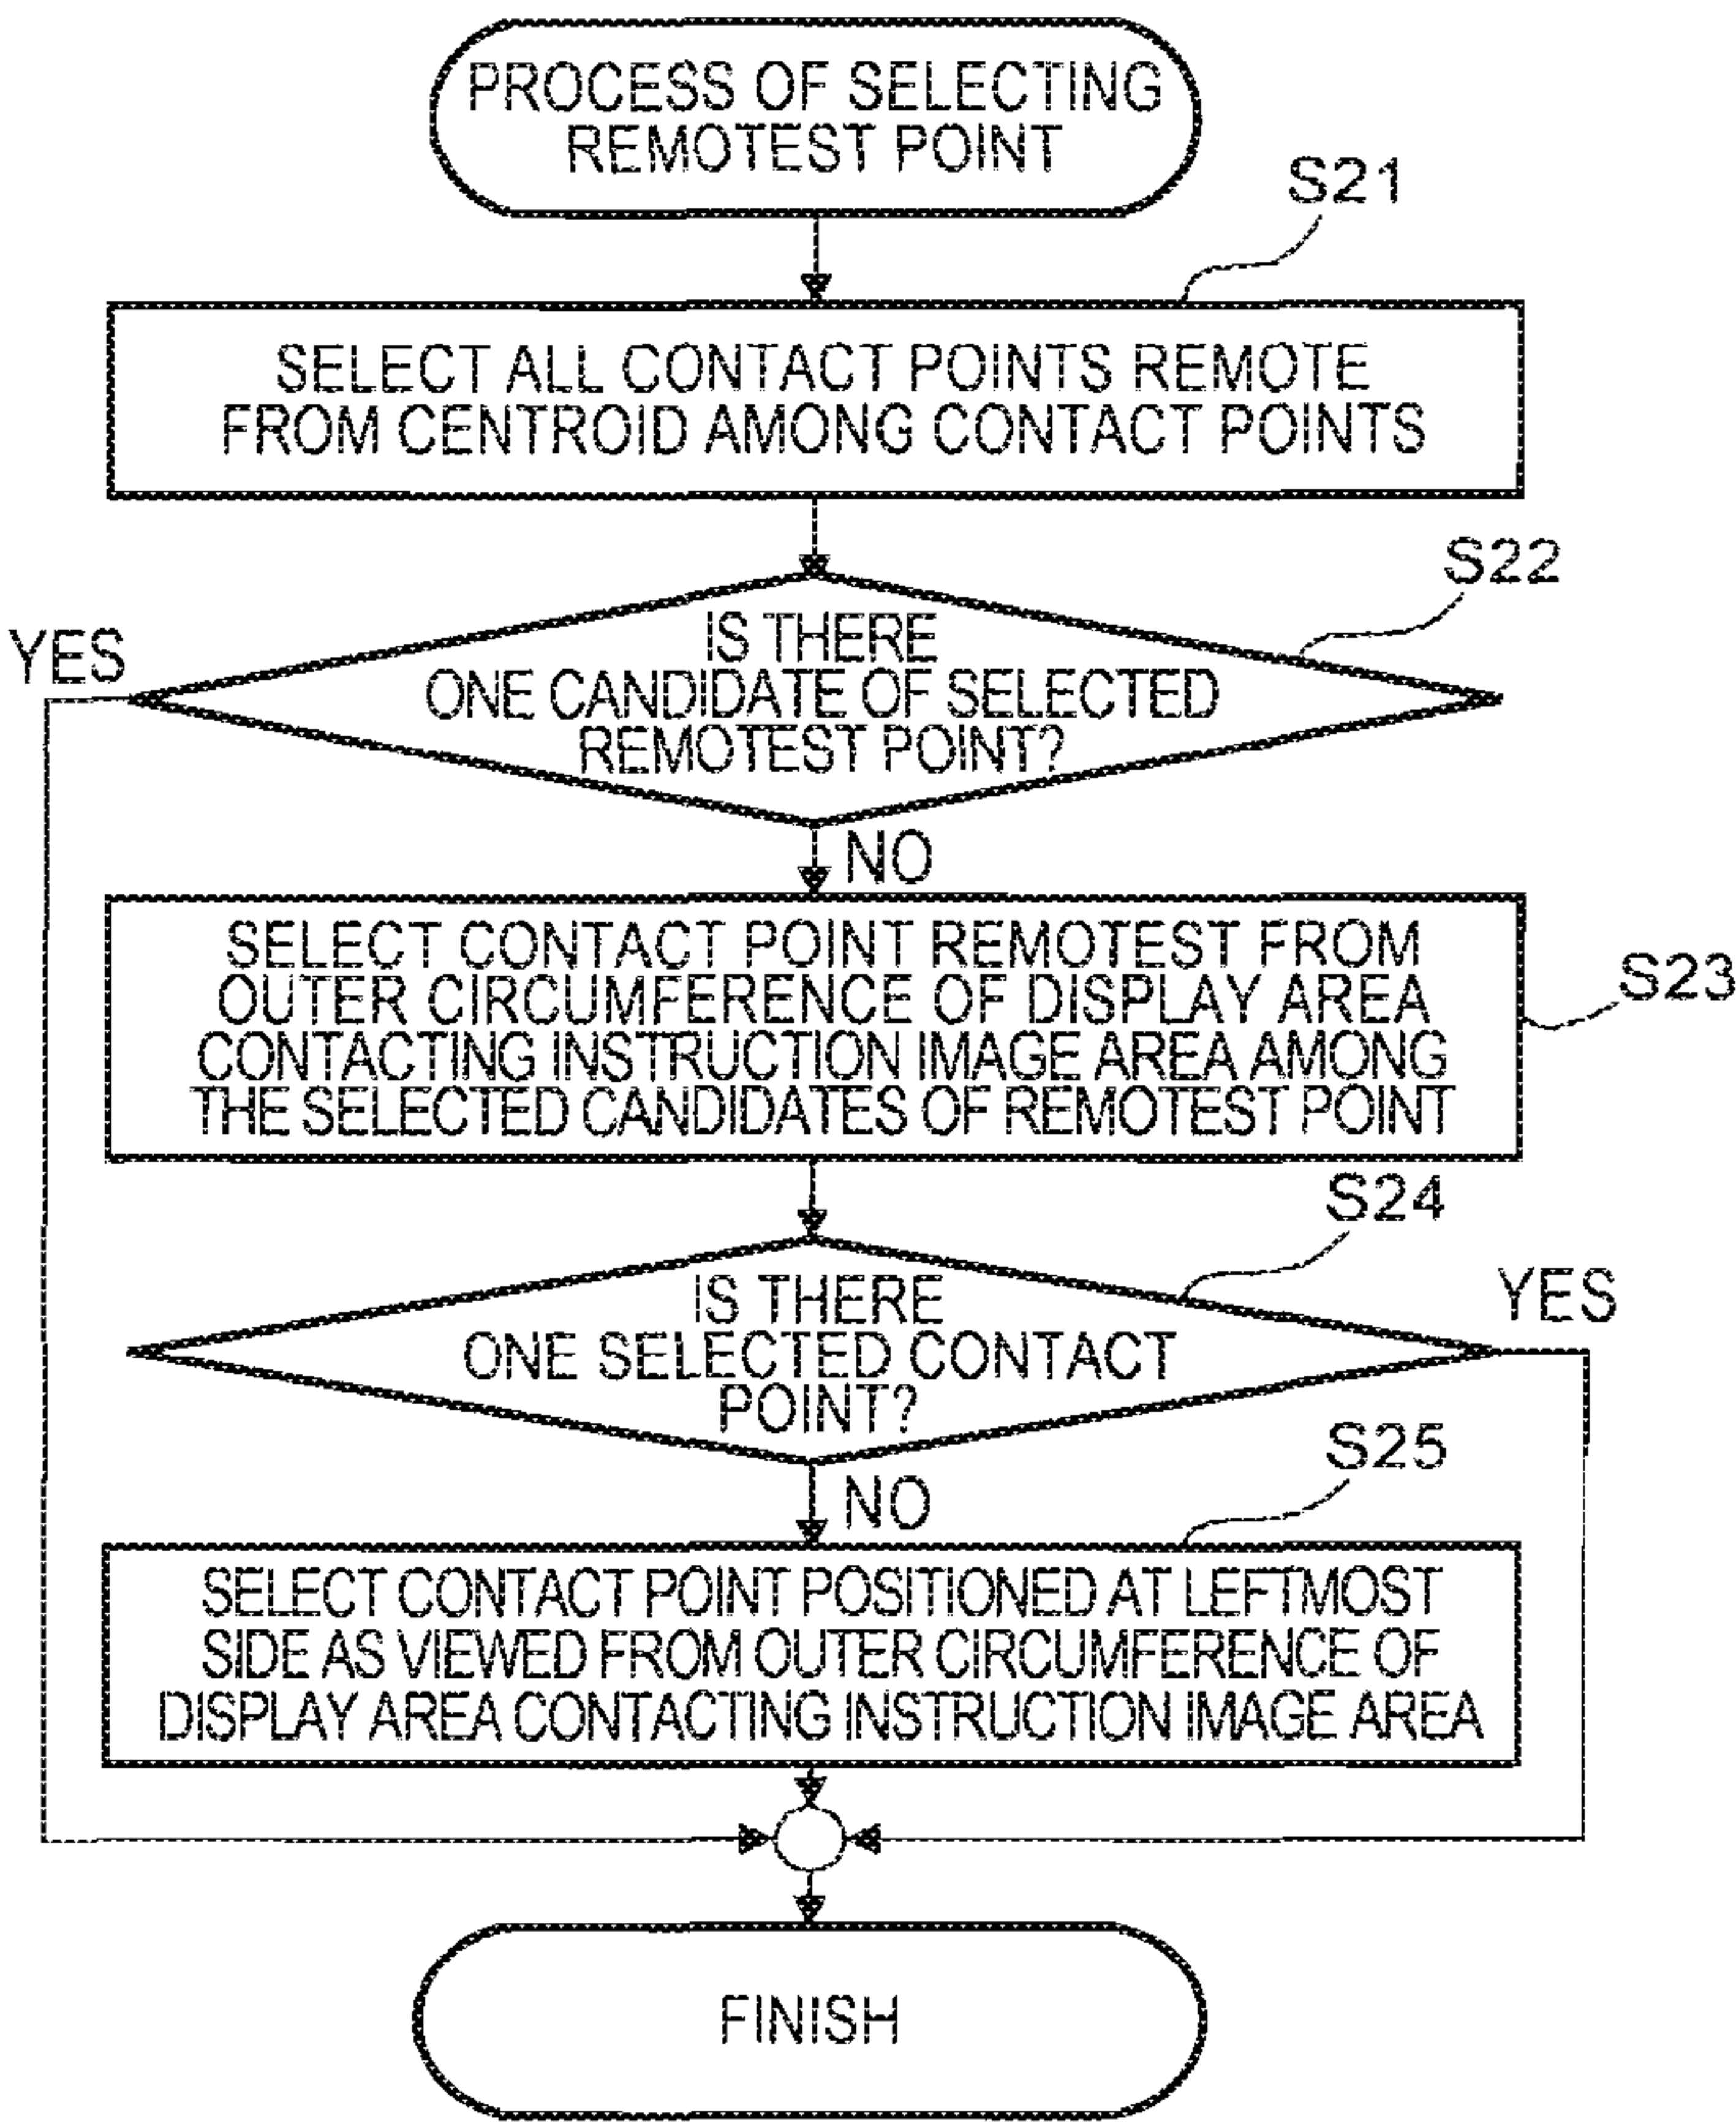 PROCESS OF SELECTING
REMOTEST POINT
S21
SELECT ALL CONTACT POINTS REMOTE
FROM CENTROID AMONG CONTACT POINTS
S22
YES
IS THERE
ONE CANDIDATE OF SELECTED
REMOTEST POINT?
NO
SELECT CONTACT POINT REMOTEST FROM
OUTER CIRCUMFERENCE OF DISPLAY AREA
CONTACTING INSTRUCTION IMAGE AREA AMONG
THE SELECTED CANDIDATES OF REMOTEST POINT
S23
S24
IS THERE
ONE SELECTED CONTACT
POINT?
YES
S25
NO
SELECT CONTACT POINT POSITIONED AT LEFTMOST
SIDE AS VIEWED FROM OUTER CIRCUMFERENCE OF
DISPLAY AREA CONTACTING INSTRUCTION IMAGE AREA
FINISH